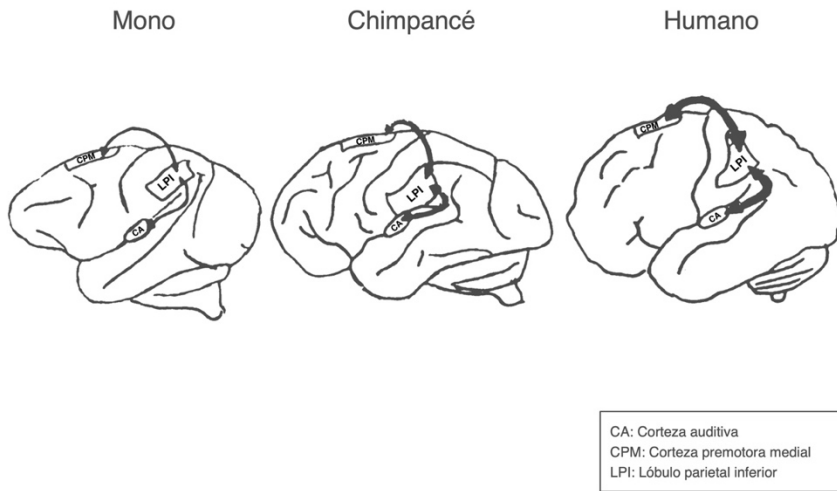 Mono
Chimpancé
Humano
CPM
LPI
CA
CPM
LPI
CA
CPM
LPI
CA
CA: Corteza auditiva
CPM: Corteza premotora medial
LPI: Lóbulo parietal inferior